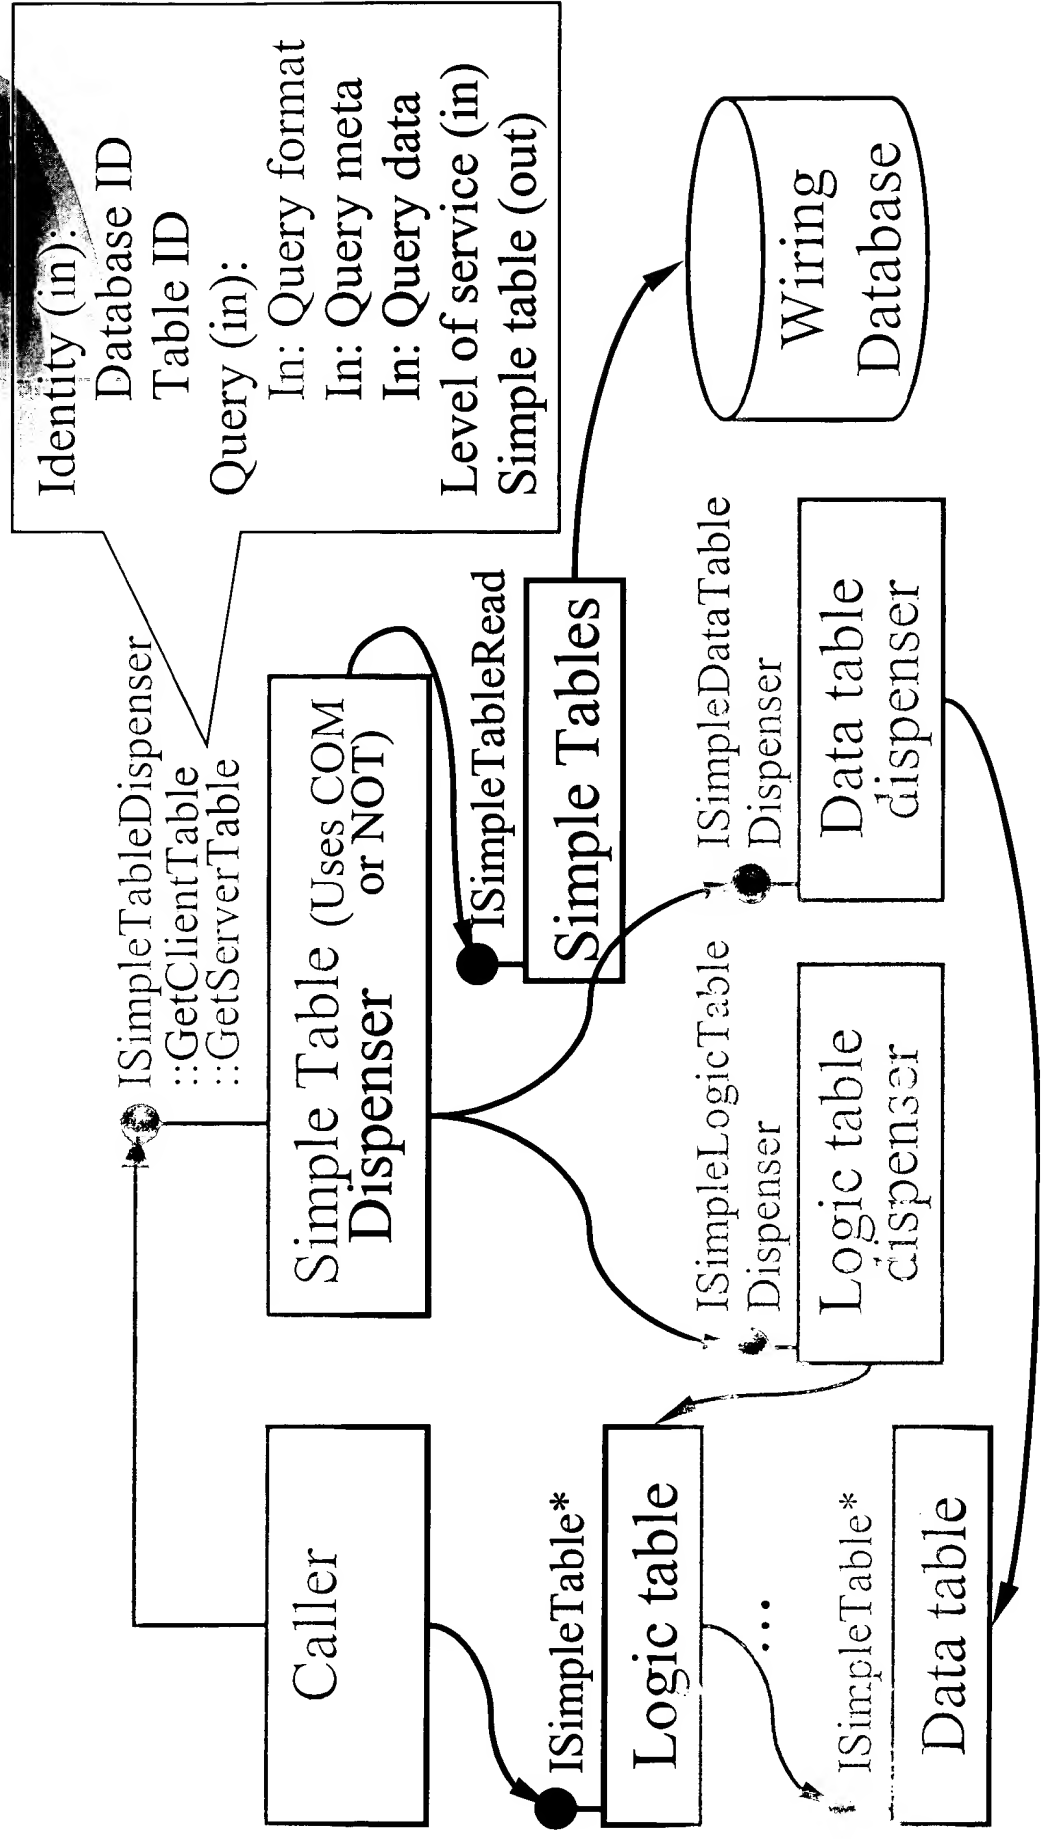 Identity (in):
Database ID
Table ID
Query (in):
In: Query format
In: Query meta
In: Query data
Level of service (in)
Simple table (out)
ISimpleTableDispenser
::GetClientTable
::GetServerTable
Caller
Simple Table (Uses COM
or NOT)
Dispenser
ISimpleTableRead
Simple Tables
Wiring
Database
ISimpleTable*
Logic table
...
ISimpleLogicTable
Dispenser
Logic table
dispenser
ISimpleDataTable
Dispenser
Data table
dispenser
ISimpleTable*
Data table